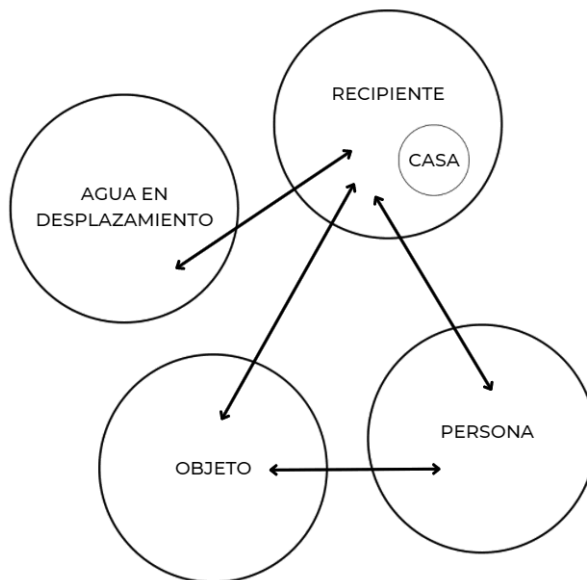 RECIPIENTE
CASA
AGUA EN
DESPLAZAMIENTO
OBJETO
PERSONA